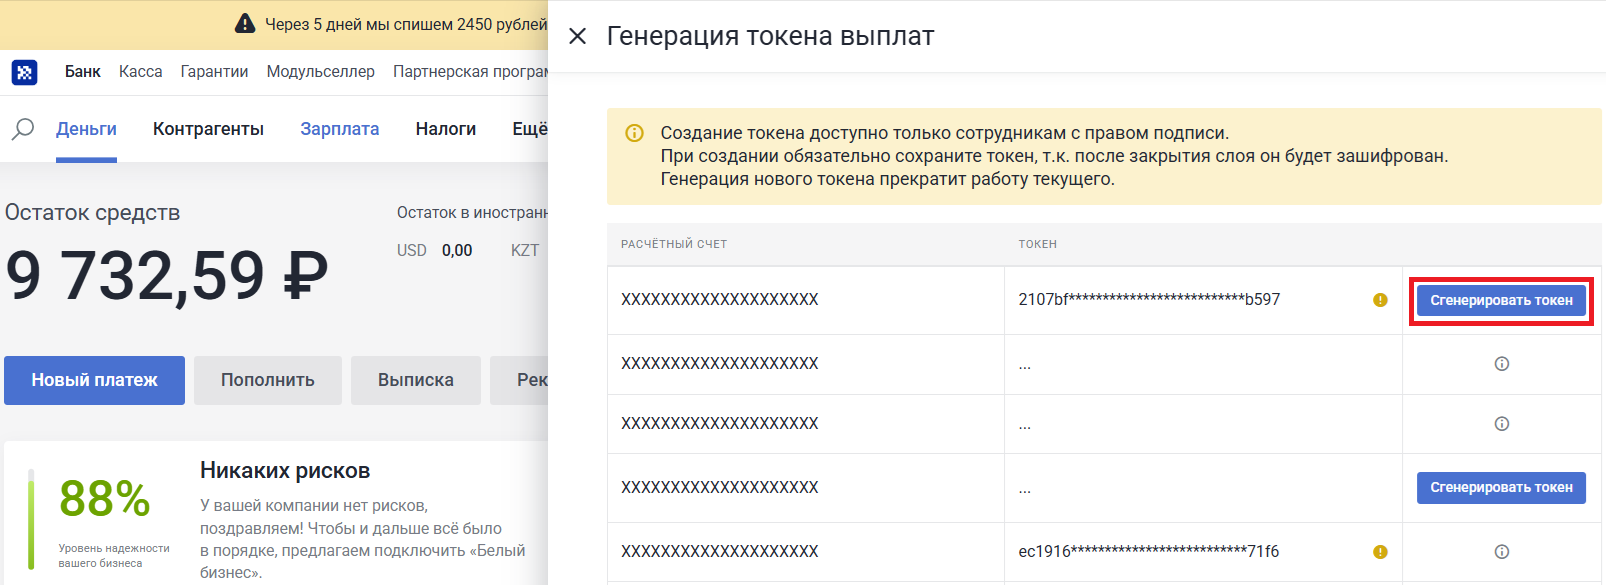 Через 5 дней мы спишем 2450 рублей
Банк Касса Гарантии Модульселлер Партнерская
Деньги Контрагенты Зарплата Налоги Ещё
Остаток средств
9 732,59 ₽
Остаток в
USD 0,00 KZT
Новый платеж Пополнить Выписка
88%
Уровень надежности
вашего бизнеса
Никаких рисков
У вашей компании нет рисков,
поздравляем! Чтобы и дальше всё было
в порядке, предлагаем подключить «Белый
бизнес».
Генерация токена выплат
Создание токена доступно только сотрудникам с правом подписи.
При создании обязательно сохраните токен, т.к. после закрытия слоя он будет зашифрован.
Генерация нового токена прекратит работу текущего.
РАСЧЁТНЫЙ СЧЕТ ТОКЕН
XXXXXXXXXXXXXXXXXXXX 2107bf**************************b597 Сгенерировать токен
XXXXXXXXXXXXXXXXXXXX ...
XXXXXXXXXXXXXXXXXXXX ...
XXXXXXXXXXXXXXXXXXXX ... Сгенерировать токен
XXXXXXXXXXXXXXXXXXXX ec1916**************************71f6